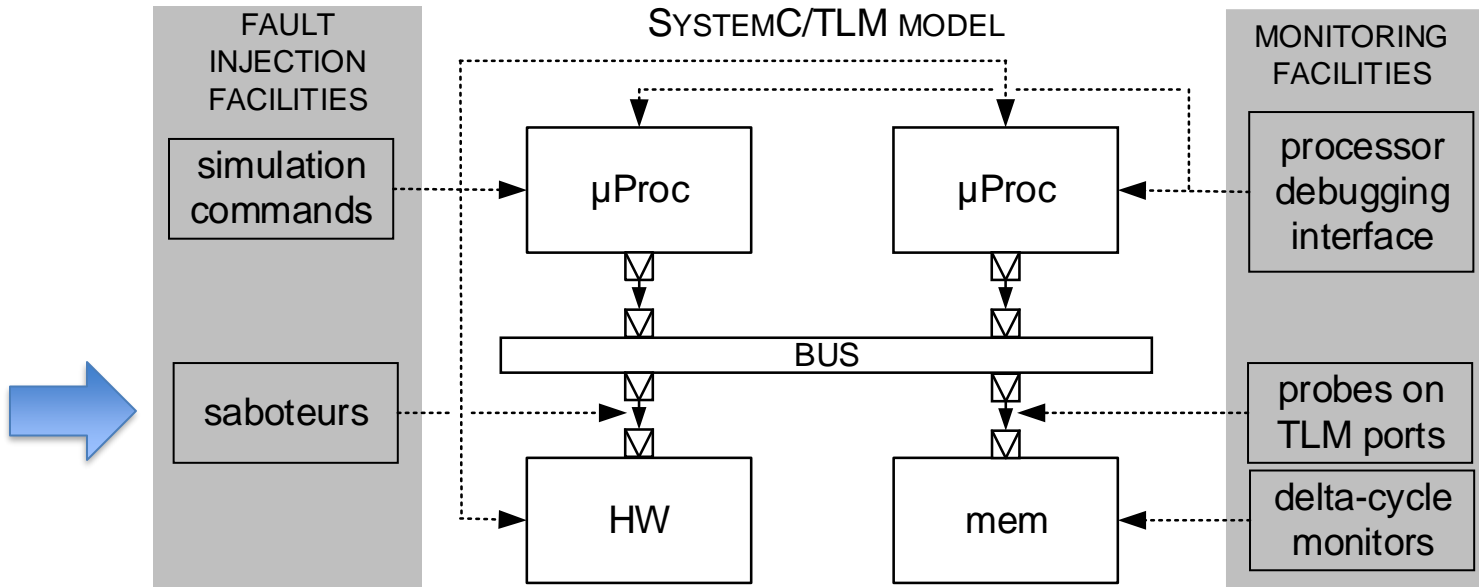 FAULT
INJECTION
FACILITIES
simulation
commands
saboteurs
SYSTEMC/TLM MODEL
µProc
µProc
BUS
HW
mem
MONITORING
FACILITIES
processor
debugging
interface
probes on
TLM ports
delta-cycle
monitors